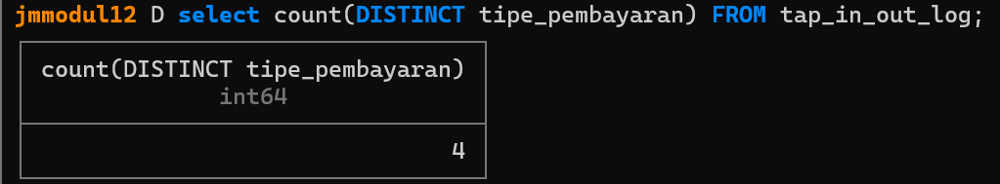 jmmodul12 D select count(DISTINCT tipe_pembayaran) FROM tap_in_out_log;
count(DISTINCT tipe_pembayaran)
int64
4